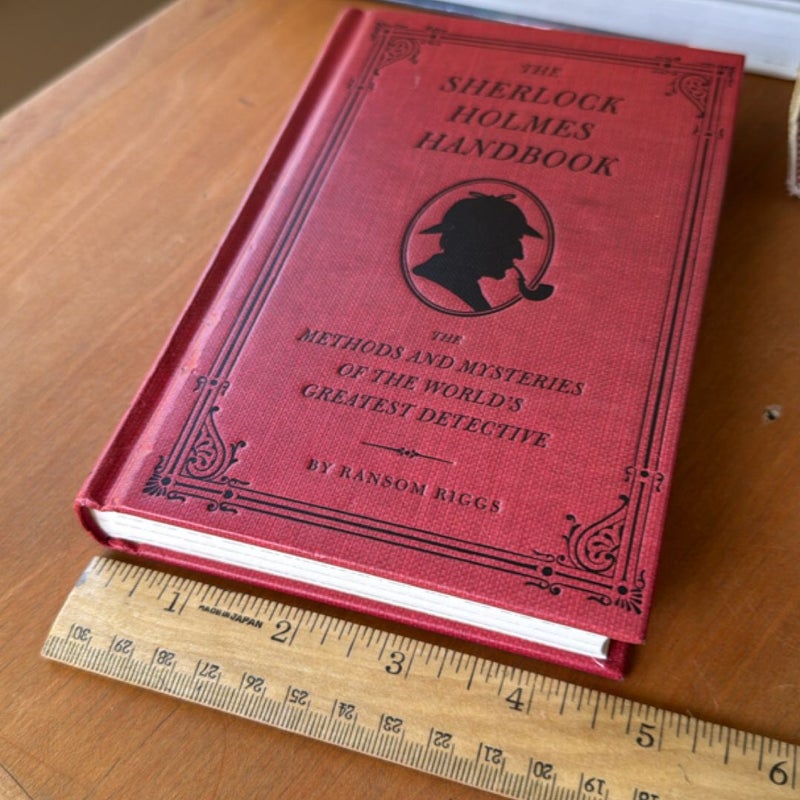 THE
SHERLOCK
HOLMES
HANDBOOK
THE
METHODS AND MYSTERIES
OF THE WORLD'S
GREATEST DETECTIVE
BY RANSOM RIGGS
1 MADE IN JAPAN 2 3 4 5 6
30 29 28 27 26 25 24 23 22 21 20 19 18